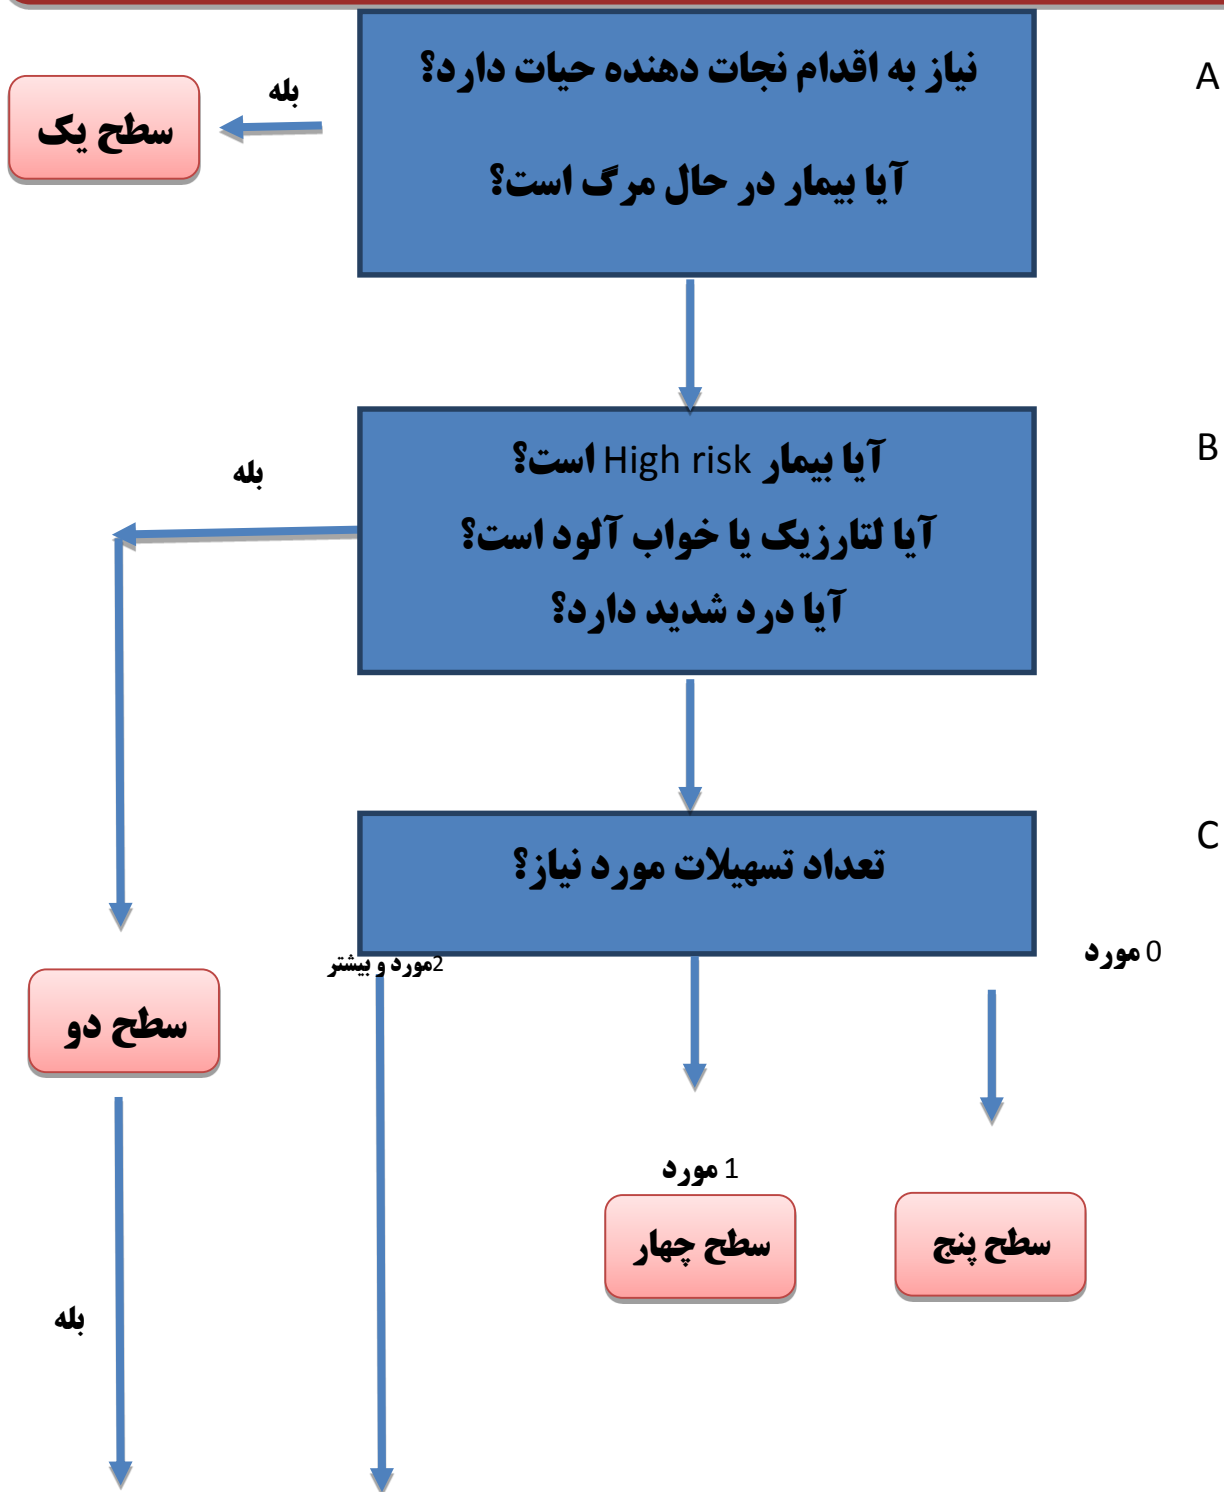 نیاز به اقدام نجات دهنده حیات دارد؟
A
بله
سطح یک
آیا بیمار در حال مرگ است؟
آیا بیمار High risk است؟
B
بله
آیا لتارزیک یا خواب آلود است؟
آیا درد شدید دارد؟
C
تعداد تسهیلات مورد نیاز؟
0 مورد
2مورد و بیشتر
سطح دو
1 مورد
سطح پنج
سطح چهار
بله